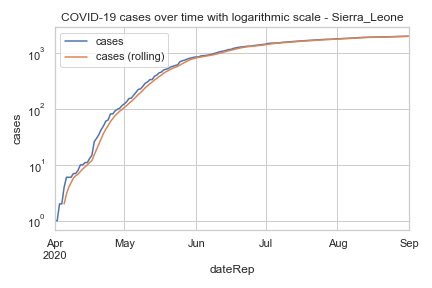 COVID-19 cases over time with logarithmic scale - Sierra_Leone
cases
cases (rolling)
10³
10²
10¹
10⁰
cases
Apr May Jun Jul Aug Sep
2020
dateRep